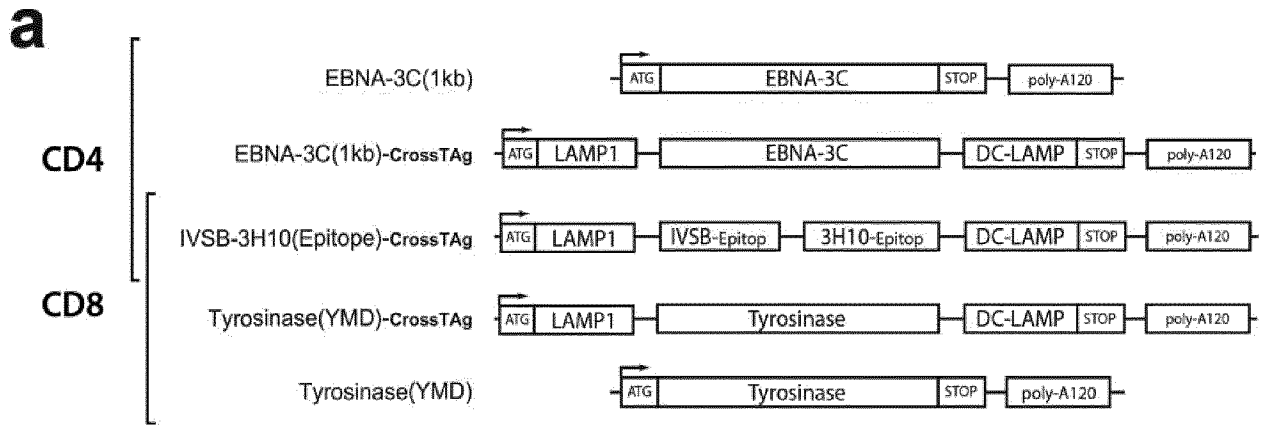 a
CD4
CD8
EBNA-3C(1kb)
ATG EBNA-3C STOP poly-A120
EBNA-3C(1kb)-CrossTAg
ATG LAMP1 EBNA-3C DC-LAMP STOP poly-A120
IVSB-3H10(Epitope)-CrossTAg
ATG LAMP1 IVSB-Epitop 3H10-Epitop DC-LAMP STOP poly-A120
Tyrosinase(YMD)-CrossTAg
ATG LAMP1 Tyrosinase DC-LAMP STOP poly-A120
Tyrosinase(YMD)
ATG Tyrosinase STOP poly-A120